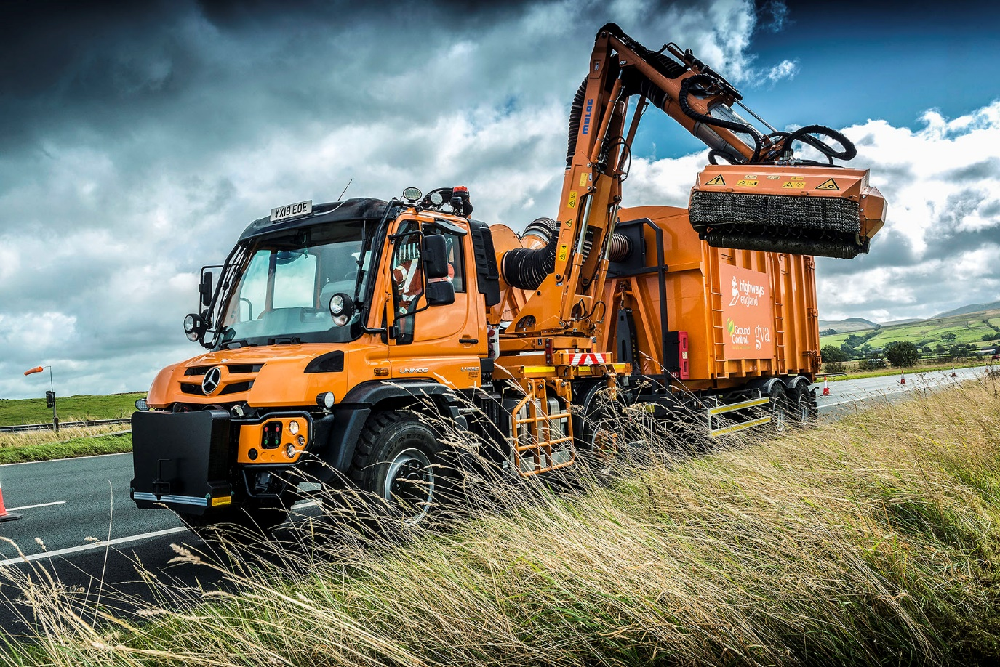 YX19 EOE
MULAG
highways
england
Ground
Control
gva
UNIMOG